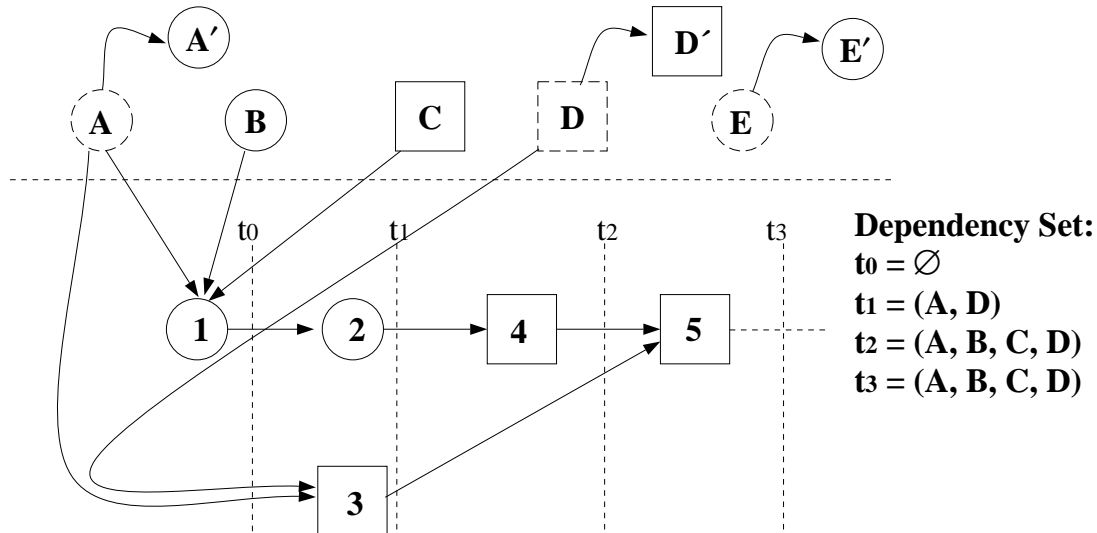 A′
D´
E′
A
B
C
D
E
t0
t1
t2
t3
Dependency Set:
t0 = ∅
t1 = (A, D)
t2 = (A, B, C, D)
t3 = (A, B, C, D)
1
2
4
5
3